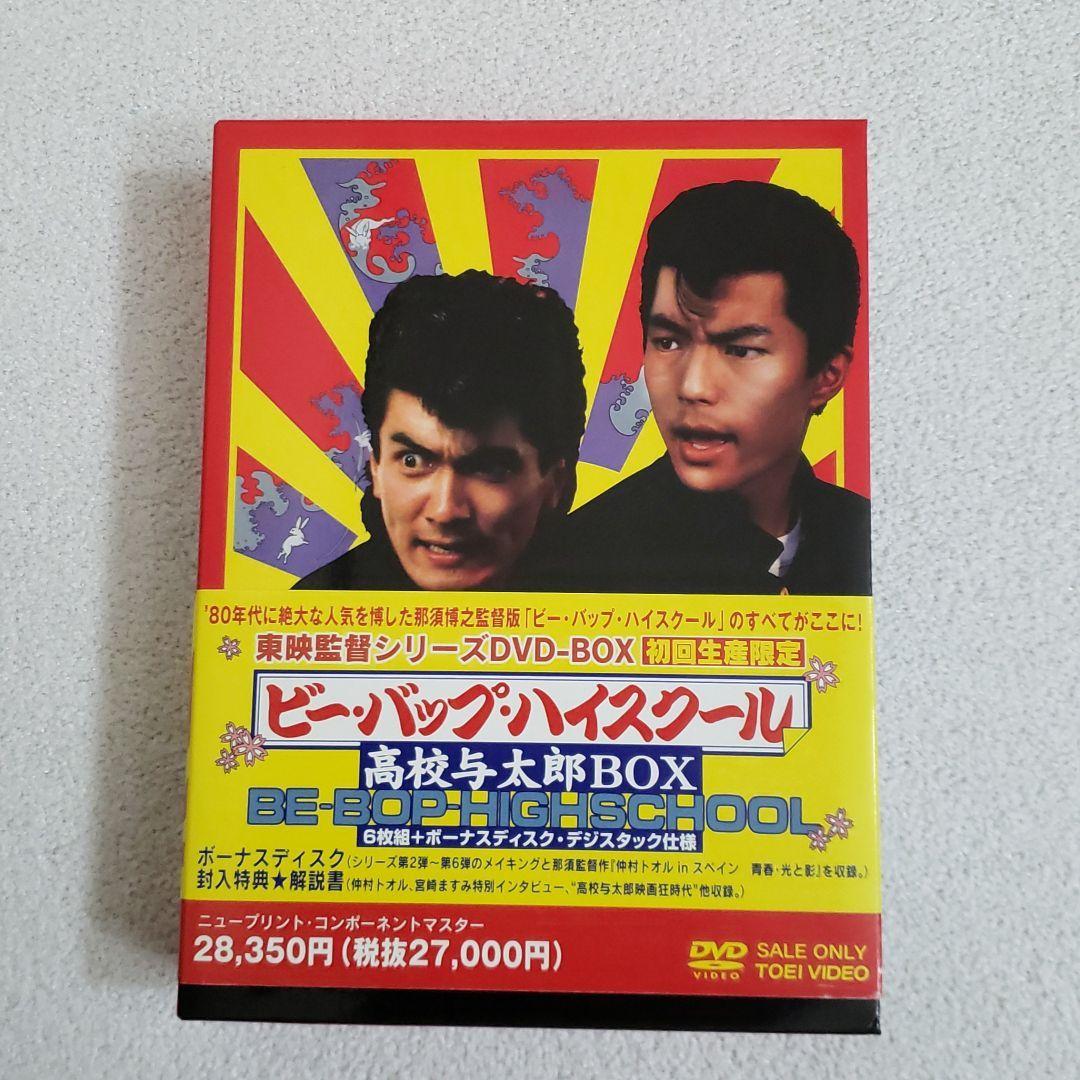 '80年代に絶大な人気を博した那須博之監督版「ビー・バップ・ハイスクール」のすべてがここに!
東映監督シリーズDVD-BOX 初回生産限定
ビー・バップ・ハイスクール
高校与太郎BOX
BE-BOP-HIGHSCHOOL
6枚組+ボーナスディスク・デジスタック仕様
ボーナスディスク(シリーズ第2弾~第6弾のメイキングと那須監督作『仲村トオル in スペイン 青春・光と影』を収録。)
封入特典★解説書(仲村トオル、宮崎ますみ特別インタビュー、“高校与太郎映画狂時代”他収録。)
ニュープリント・コンポーネントマスター
28,350円(税抜27,000円)
DVD VIDEO
SALE ONLY
TOEI VIDEO